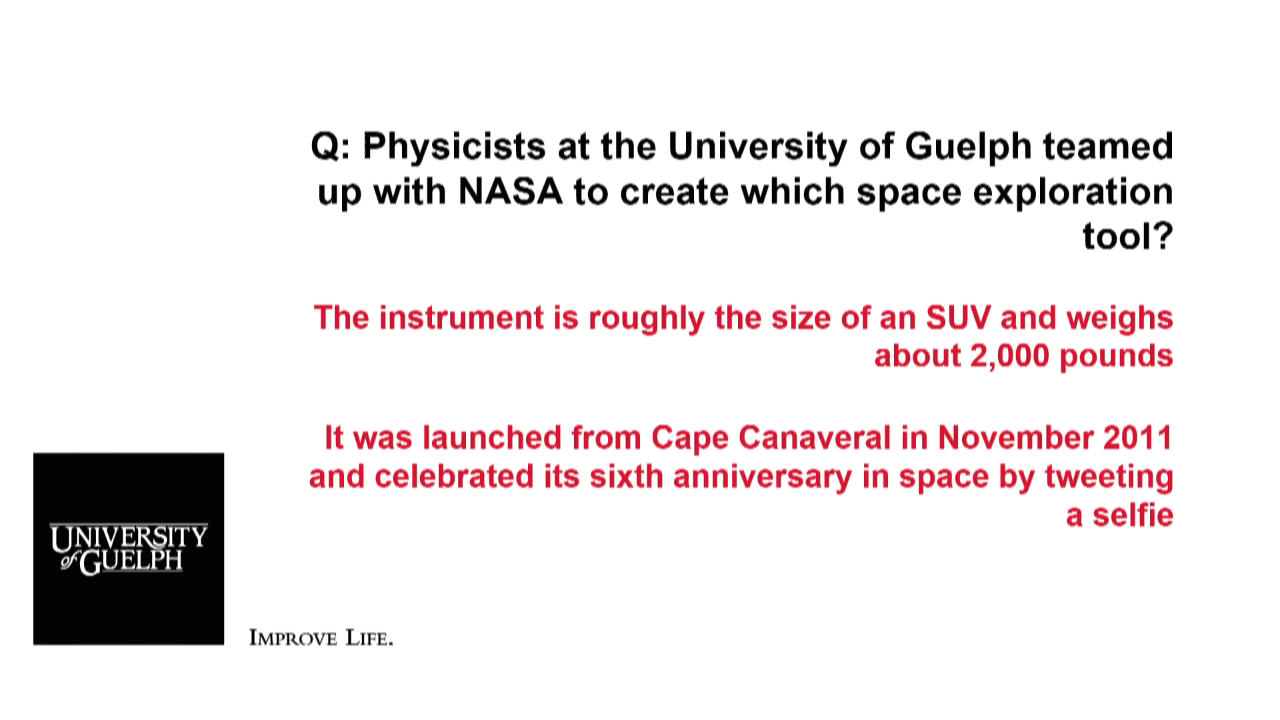 Q: Physicists at the University of Guelph teamed
up with NASA to create which space exploration
tool?
The instrument is roughly the size of an SUV and weighs
about 2,000 pounds
It was launched from Cape Canaveral in November 2011
and celebrated its sixth anniversary in space by tweeting
a selfie
UNIVERSITY
of GUELPH
IMPROVE LIFE.